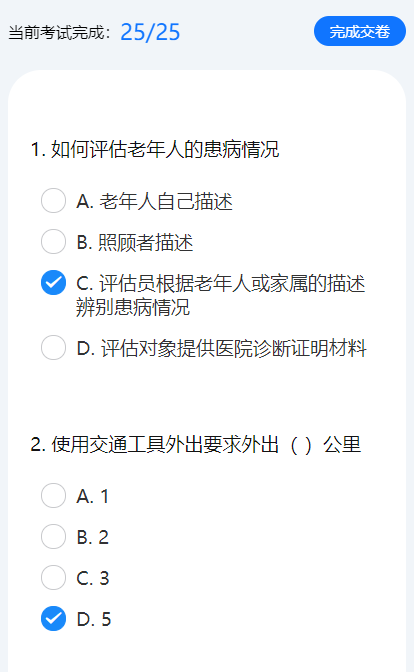 当前考试完成：25/25
完成交卷
1. 如何评估老年人的患病情况
A. 老年人自己描述
B. 照顾者描述
C. 评估员根据老年人或家属的描述
辨别患病情况
D. 评估对象提供医院诊断证明材料
2. 使用交通工具外出要求外出（ ）公里
A. 1
B. 2
C. 3
D. 5